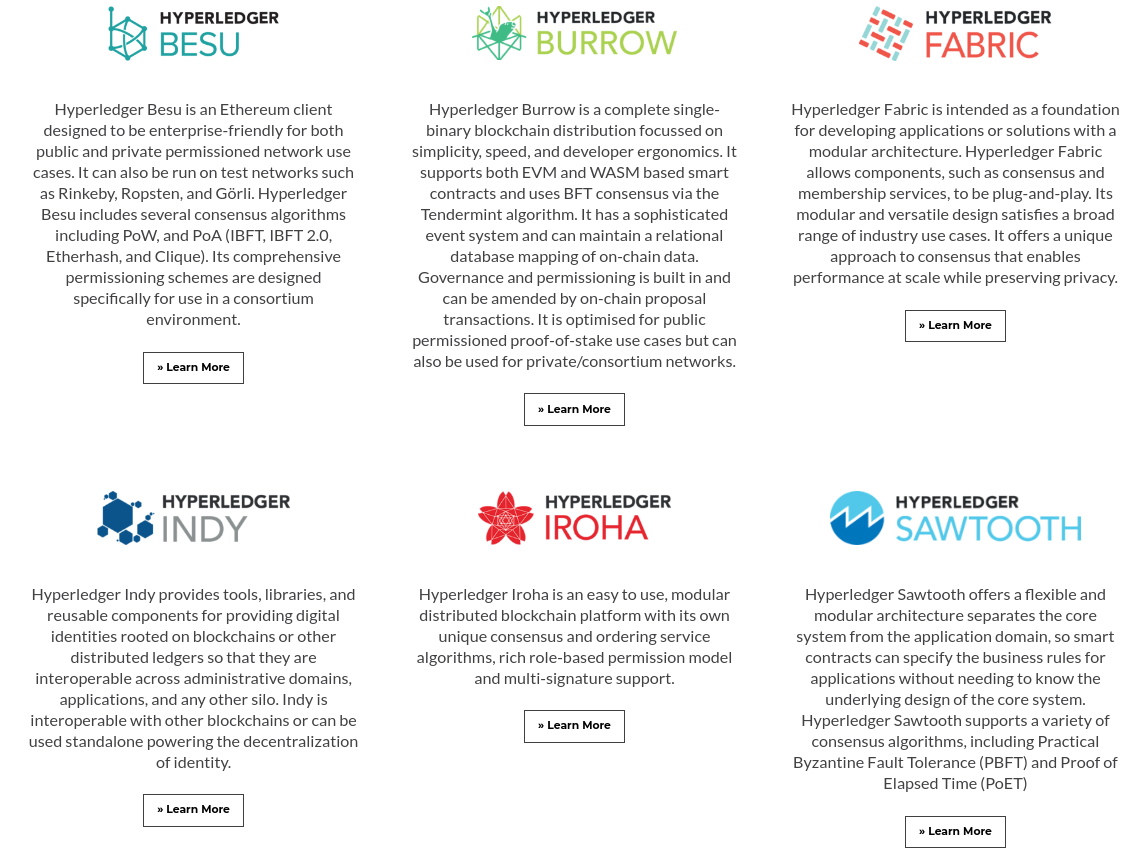 HYPERLEDGER
BESU
Hyperledger Besu is an Ethereum client
designed to be enterprise-friendly for both
public and private permissioned network use
cases. It can also be run on test networks such
as Rinkeby, Ropsten, and Görli. Hyperledger
Besu includes several consensus algorithms
including PoW, and PoA (IBFT, IBFT 2.0,
Etherhash, and Clique). Its comprehensive
permissioning schemes are designed
specifically for use in a consortium
environment.
» Learn More
HYPERLEDGER
BURROW
Hyperledger Burrow is a complete single-
binary blockchain distribution focussed on
simplicity, speed, and developer ergonomics. It
supports both EVM and WASM based smart
contracts and uses BFT consensus via the
Tendermint algorithm. It has a sophisticated
event system and can maintain a relational
database mapping of on-chain data.
Governance and permissioning is built in and
can be amended by on-chain proposal
transactions. It is optimised for public
permissioned proof-of-stake use cases but can
also be used for private/consortium networks.
» Learn More
HYPERLEDGER
FABRIC
Hyperledger Fabric is intended as a foundation
for developing applications or solutions with a
modular architecture. Hyperledger Fabric
allows components, such as consensus and
membership services, to be plug-and-play. Its
modular and versatile design satisfies a broad
range of industry use cases. It offers a unique
approach to consensus that enables
performance at scale while preserving privacy.
» Learn More
HYPERLEDGER
INDY
Hyperledger Indy provides tools, libraries, and
reusable components for providing digital
identities rooted on blockchains or other
distributed ledgers so that they are
interoperable across administrative domains,
applications, and any other silo. Indy is
interoperable with other blockchains or can be
used standalone powering the decentralization
of identity.
» Learn More
HYPERLEDGER
IROHA
Hyperledger Iroha is an easy to use, modular
distributed blockchain platform with its own
unique consensus and ordering service
algorithms, rich role-based permission model
and multi-signature support.
» Learn More
HYPERLEDGER
SAWTOOTH
Hyperledger Sawtooth offers a flexible and
modular architecture separates the core
system from the application domain, so smart
contracts can specify the business rules for
applications without needing to know the
underlying design of the core system.
Hyperledger Sawtooth supports a variety of
consensus algorithms, including Practical
Byzantine Fault Tolerance (PBFT) and Proof of
Elapsed Time (PoET)
» Learn More